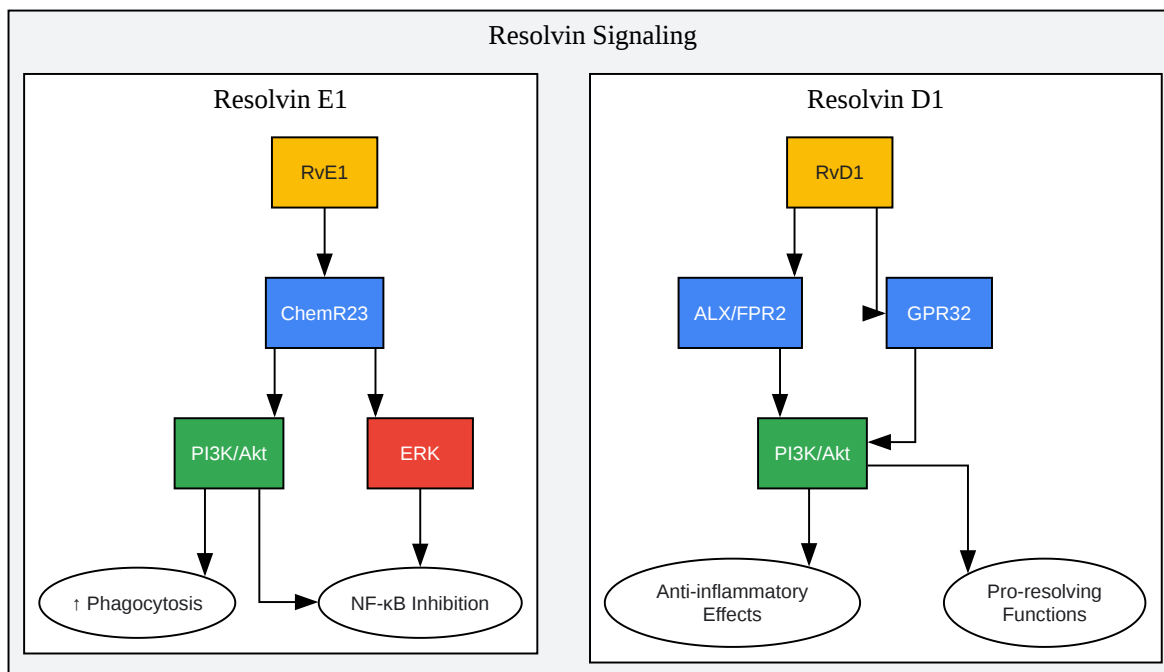 Resolvin Signaling
Resolvin E1
RvE1
ChemR23
PI3K/Akt
ERK
↑ Phagocytosis
NF-κB Inhibition
Resolvin D1
RvD1
ALX/FPR2
GPR32
PI3K/Akt
Anti-inflammatory
Effects
Pro-resolving
Functions